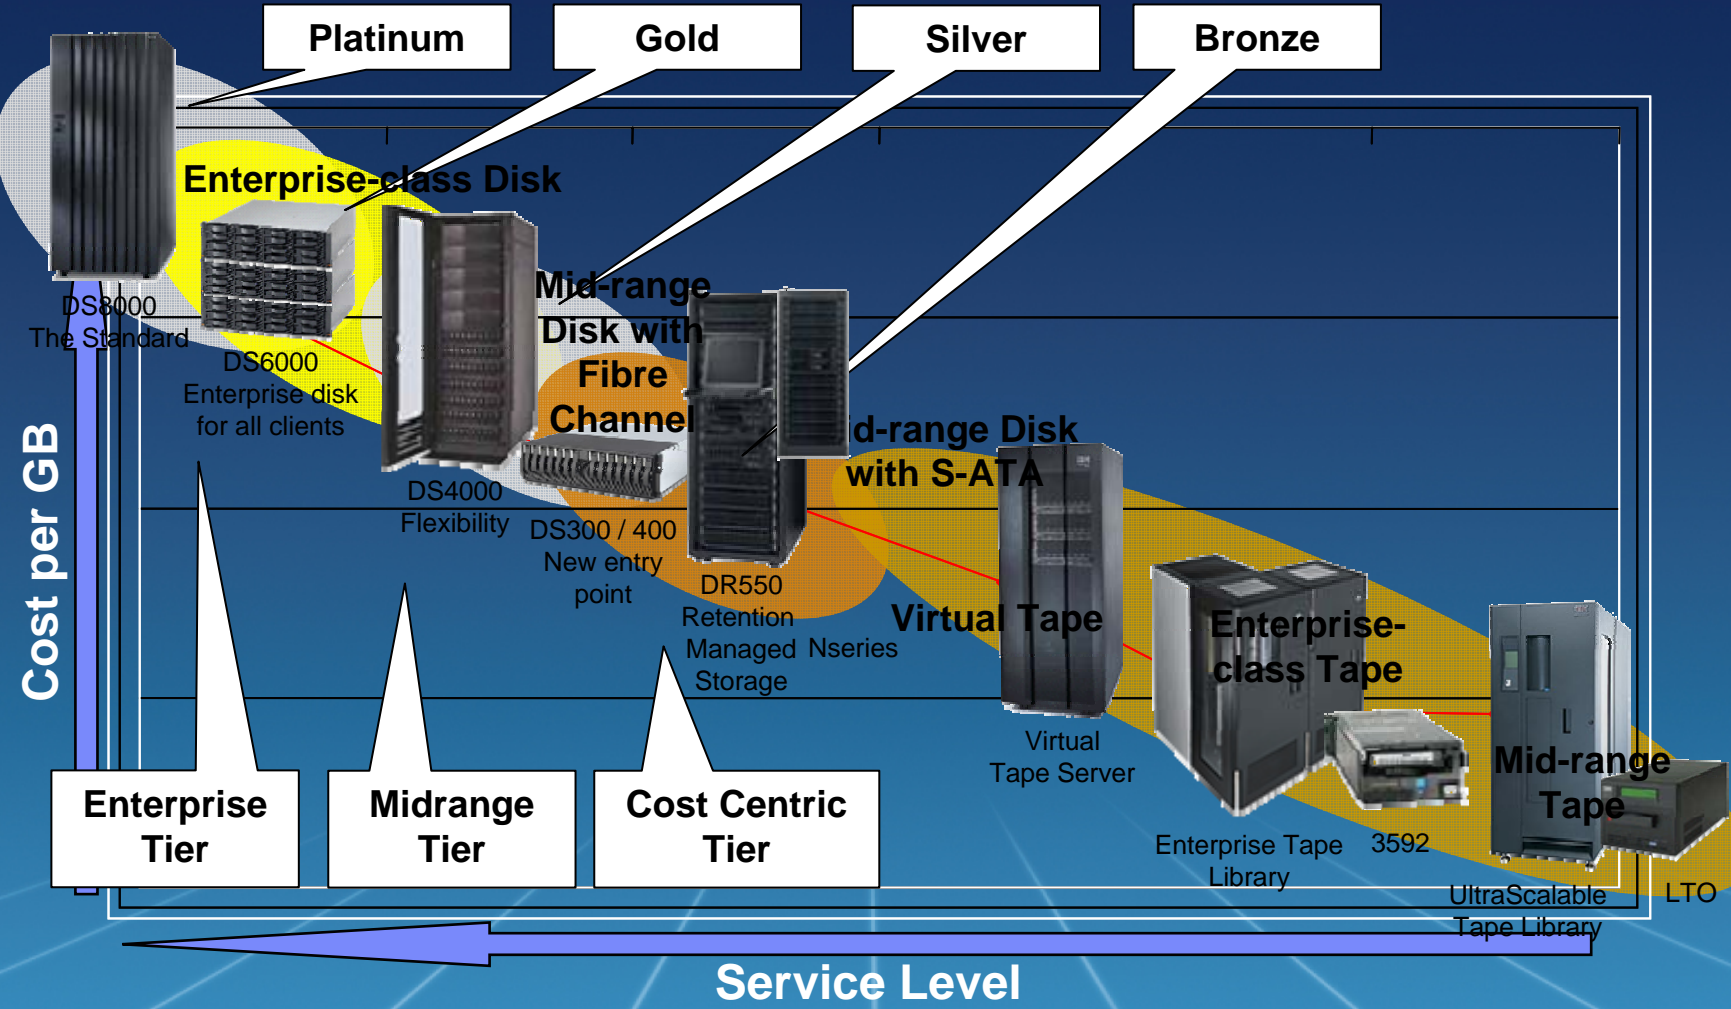 Platinum
Gold
Silver
Bronze
Enterprise-class Disk
DS8000
The Standard
DS6000
Enterprise disk
for all clients
Mid-range
Disk with
Fibre
Channel
DS4000
Flexibility
DS300 / 400
New entry
point
id-range Disk
with S-ATA
DR550
Retention
Managed
Storage
Nseries
Virtual Tape
Virtual
Tape Server
Enterprise-
class Tape
Enterprise Tape
Library
3592
Mid-range
Tape
UltraScalable
Tape Library
LTO
Enterprise
Tier
Midrange
Tier
Cost Centric
Tier
Cost per GB
Service Level